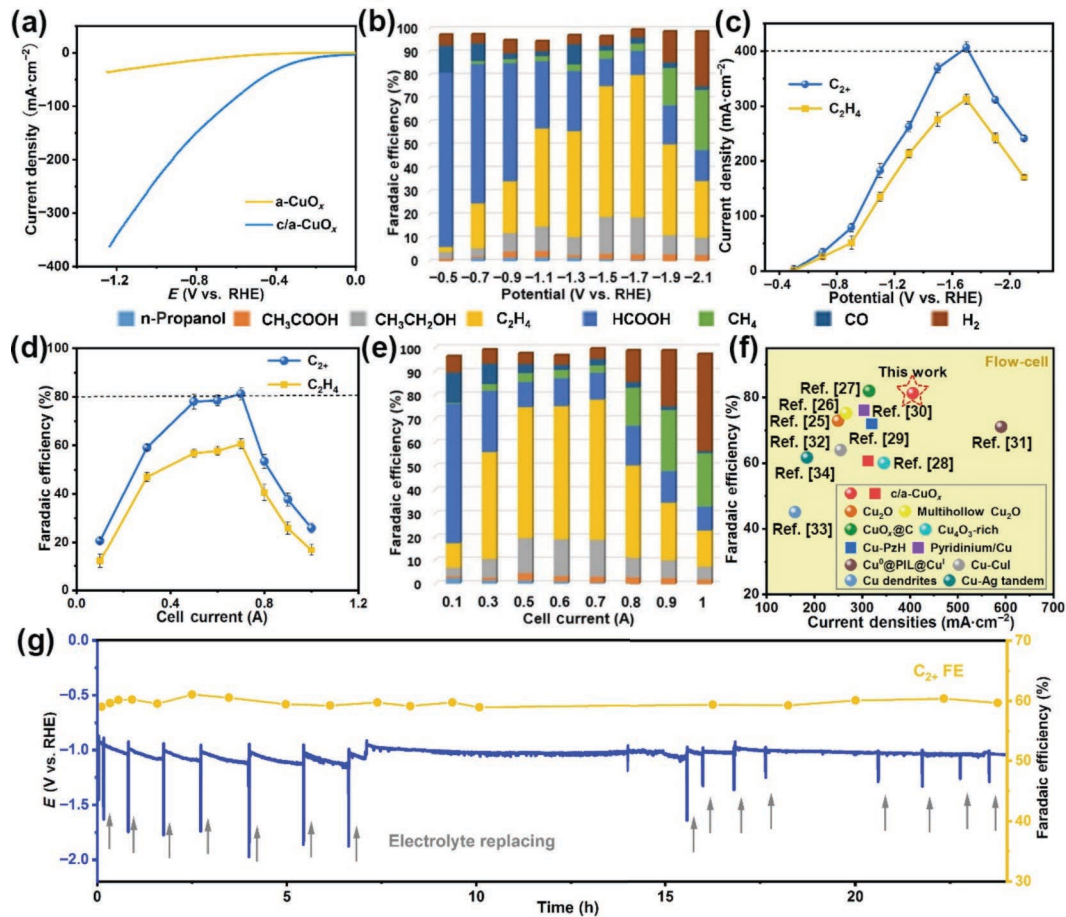 (a)
Current density (mA·cm⁻²)
0
−100
−200
−300
−400
a-CuOₓ
c/a-CuOₓ
−1.2 −0.8 −0.4 0.0
E (V vs. RHE)
(b)
Faradaic efficiency (%)
100
90
80
70
60
50
40
30
20
10
0
−0.5 −0.7 −0.9 −1.1 −1.3 −1.5 −1.7 −1.9 −2.1
Potential (V vs. RHE)
(c)
Current density (mA·cm⁻²)
400
300
200
100
0
C₂₊
C₂H₄
−0.4 −0.8 −1.2 −1.6 −2.0
Potential (V vs. RHE)
n-Propanol CH₃COOH CH₃CH₂OH C₂H₄ HCOOH CH₄ CO H₂
(d)
Faradaic efficiency (%)
100
80
60
40
20
0
C₂₊
C₂H₄
0.0 0.4 0.8 1.2
Cell current (A)
(e)
Faradaic efficiency (%)
100
90
80
70
60
50
40
30
20
10
0
0.1 0.3 0.5 0.6 0.7 0.8 0.9 1
Cell current (A)
(f)
Faradaic efficiency (%)
80
60
40
20
Flow-cell
This work
Ref. [27]
Ref. [26]
Ref. [30]
Ref. [25]
Ref. [31]
Ref. [32]
Ref. [29]
Ref. [34]
Ref. [28]
Ref. [33]
c/a-CuOₓ
Cu₂O Multihollow Cu₂O
CuOₓ@C Cu₄O₃-rich
Cu-PzH Pyridinium/Cu
Cu⁰@PIL@Cuᴵ Cu-CuI
Cu dendrites Cu-Ag tandem
100 200 300 400 500 600 700
Current densities (mA·cm⁻²)
(g)
E (V vs. RHE)
0.0
−0.5
−1.0
−1.5
−2.0
C₂₊ FE
Electrolyte replacing
70
60
50
40
30
Faradaic efficiency (%)
0 5 10 15 20
Time (h)